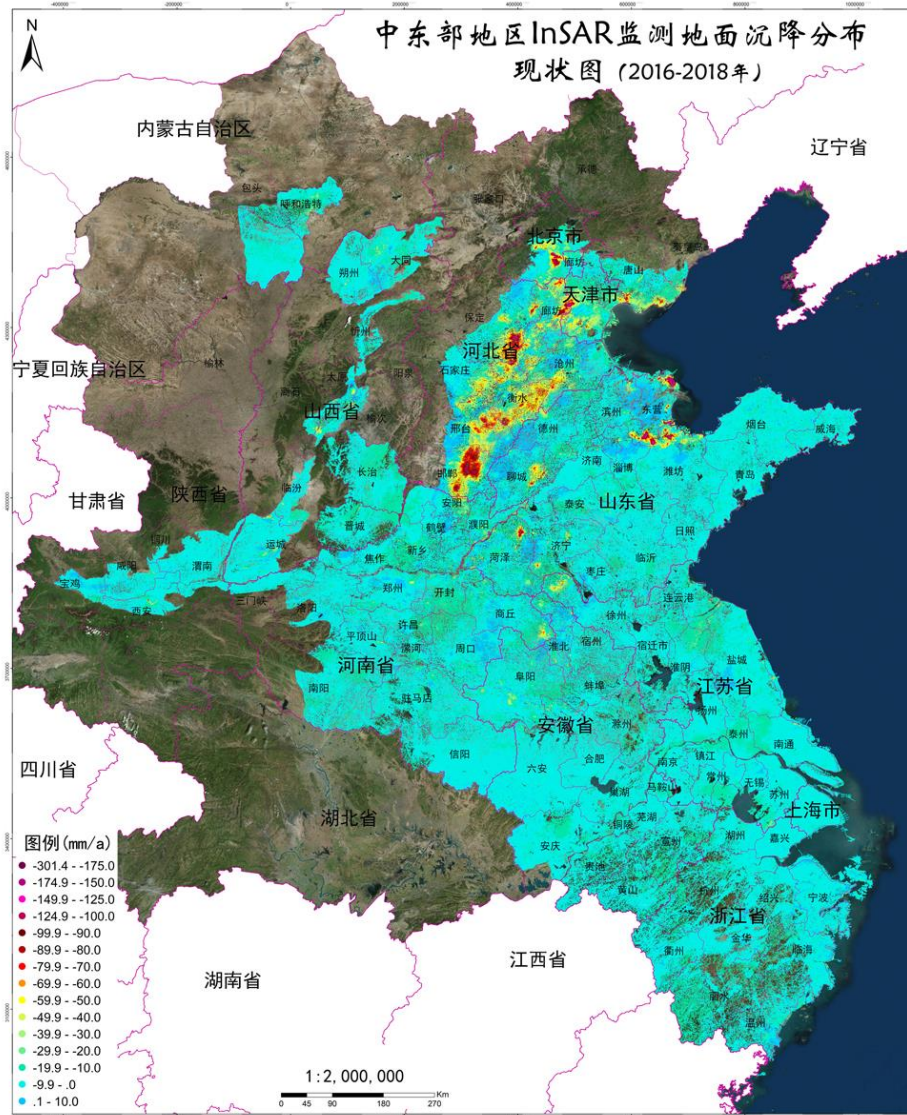 中东部地区InSAR监测地面沉降分布
现状图 (2016-2018年)
N
内蒙古自治区
辽宁省
承德
包头
呼和浩特
张家口
北京市
大同
廊坊
唐山
朔州
天津市
廊坊
保定
忻州
河北省
宁夏回族自治区
榆林
石家庄
沧州
太原
阳泉
离石
衡水
山西省
榆次
滨州
东营
烟台
威海
邢台
德州
济南
淄博
潍坊
青岛
长治
邯郸
聊城
甘肃省
陕西省
临汾
安阳
泰安
山东省
晋城
鹤壁
濮阳
日照
铜川
运城
焦作
新乡
菏泽
济宁
临沂
咸阳
渭南
枣庄
宝鸡
郑州
开封
连云港
西安
三门峡
洛阳
商丘
徐州
许昌
平顶山
漯河
周口
淮北
宿州
宿迁市
河南省
淮阴
盐城
南阳
阜阳
江苏省
驻马店
蚌埠
扬州
安徽省
滁州
泰州
信阳
南通
四川省
六安
合肥
南京
镇江
常州
无锡
巢湖
马鞍山
苏州
上海市
湖北省
芜湖
铜陵
湖州
嘉兴
安庆
宣州
贵池
黄山
杭州
绍兴
宁波
浙江省
金华
衢州
临海
江西省
湖南省
丽水
温州
图例(mm/a)
-301.4 - -175.0
-174.9 - -150.0
-149.9 - -125.0
-124.9 - -100.0
-99.9 - -90.0
-89.9 - -80.0
-79.9 - -70.0
-69.9 - -60.0
-59.9 - -50.0
-49.9 - -40.0
-39.9 - -30.0
-29.9 - -20.0
-19.9 - -10.0
-9.9 - .0
.1 - 10.0
1:2,000,000
Km
0 45 90 180 270